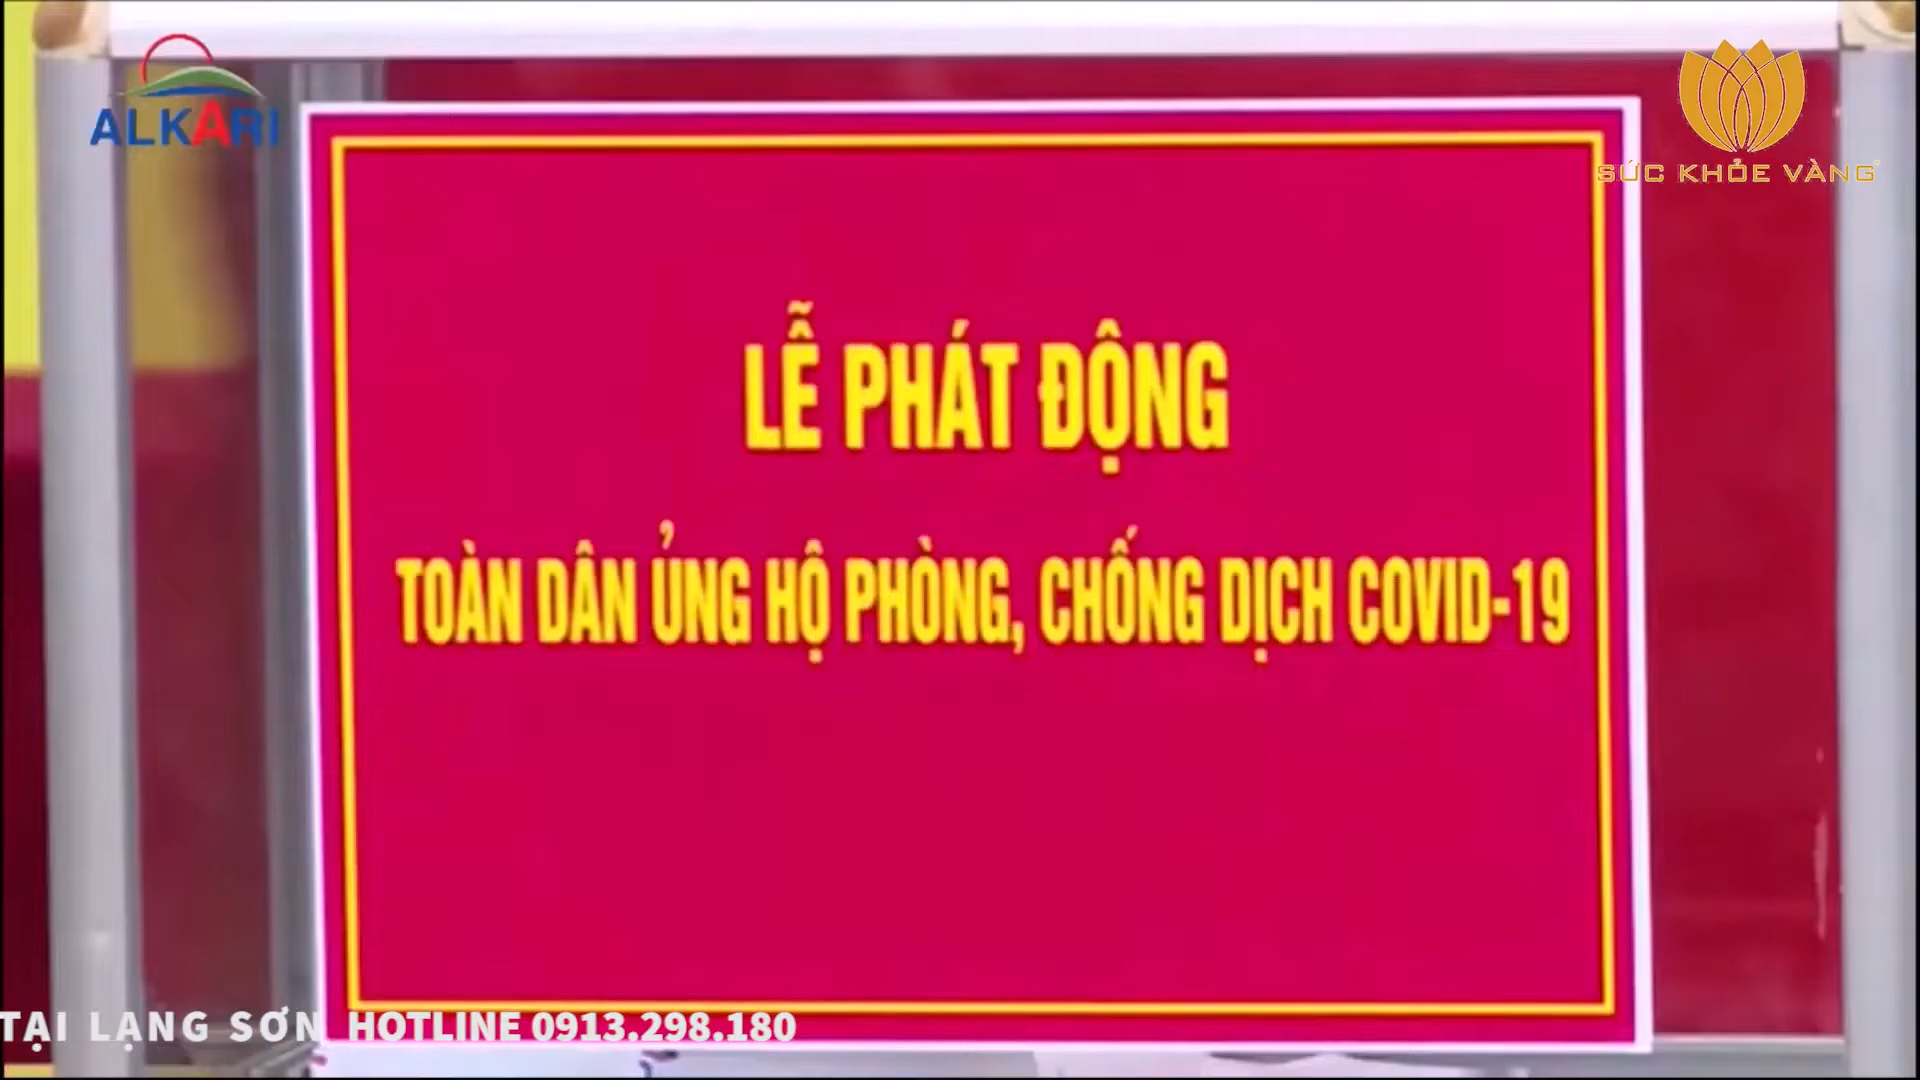 ALKARI
SỨC KHỎE VÀNG
LỄ PHÁT ĐỘNG
TOÀN DÂN ỦNG HỘ PHÒNG, CHỐNG DỊCH COVID-19
TẠI LẠNG SƠN HOTLINE 0913.298.180